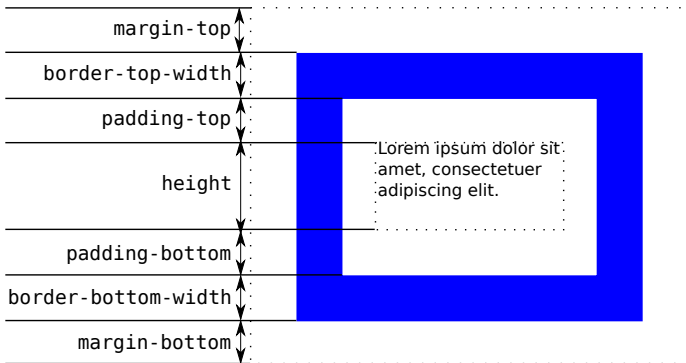 margin-top
border-top-width
padding-top
height
padding-bottom
border-bottom-width
margin-bottom
Lorem ipsum dolor sit
amet, consectetuer
adipiscing elit.